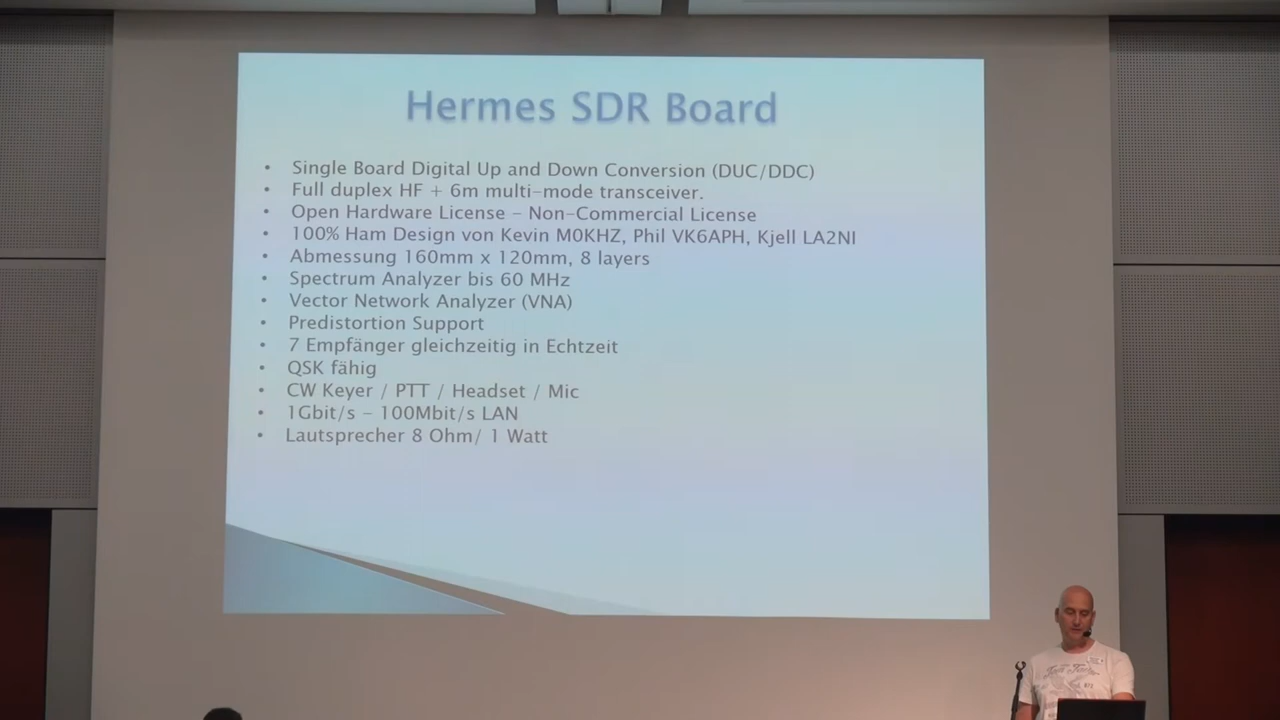 Hermes SDR Board
• Single Board Digital Up and Down Conversion (DUC/DDC)
• Full duplex HF + 6m multi-mode transceiver.
• Open Hardware License – Non-Commercial License
• 100% Ham Design von Kevin M0KHZ, Phil VK6APH, Kjell LA2NI
• Abmessung 160mm x 120mm, 8 layers
• Spectrum Analyzer bis 60 MHz
• Vector Network Analyzer (VNA)
• Predistortion Support
• 7 Empfänger gleichzeitig in Echtzeit
• QSK fähig
• CW Keyer / PTT / Headset / Mic
• 1Gbit/s – 100Mbit/s LAN
• Lautsprecher 8 Ohm/ 1 Watt